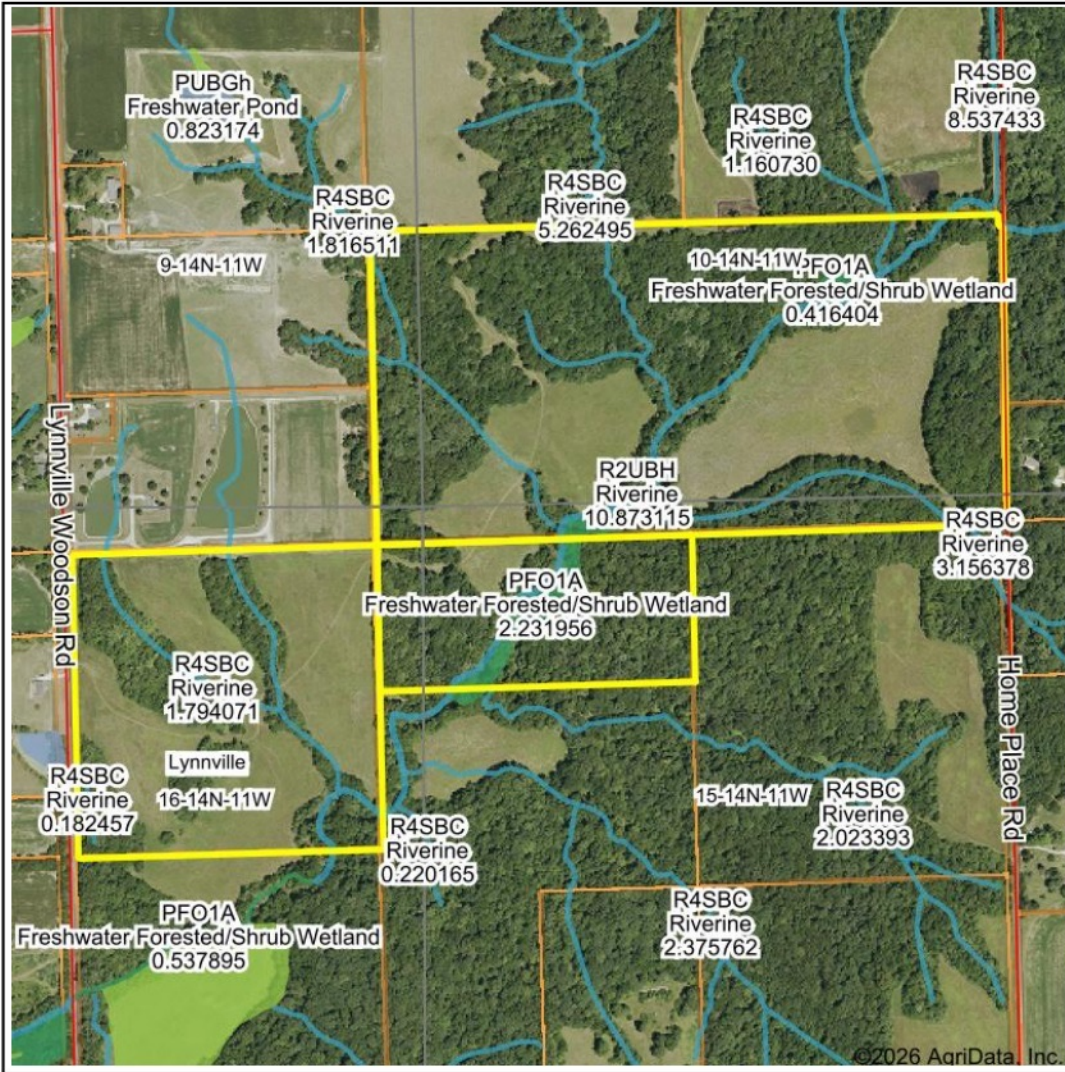 PUBGh
Freshwater Pond
0.823174
R4SBC
Riverine
8.537433
R4SBC
Riverine
1.160730
R4SBC
Riverine
1.816511
R4SBC
Riverine
5.262495
9-14N-11W
10-14N-11W
PFO1A
Freshwater Forested/Shrub Wetland
0.416404
Lynnville Woodson Rd
R2UBH
Riverine
10.873115
R4SBC
Riverine
3.156378
PFO1A
Freshwater Forested/Shrub Wetland
2.231956
R4SBC
Riverine
1.794071
Lynnville
16-14N-11W
R4SBC
Riverine
0.182457
15-14N-11W
R4SBC
Riverine
2.023393
Home Place Rd
R4SBC
Riverine
0.220165
R4SBC
Riverine
2.375762
PFO1A
Freshwater Forested/Shrub Wetland
0.537895
©2026 AgriData, Inc.